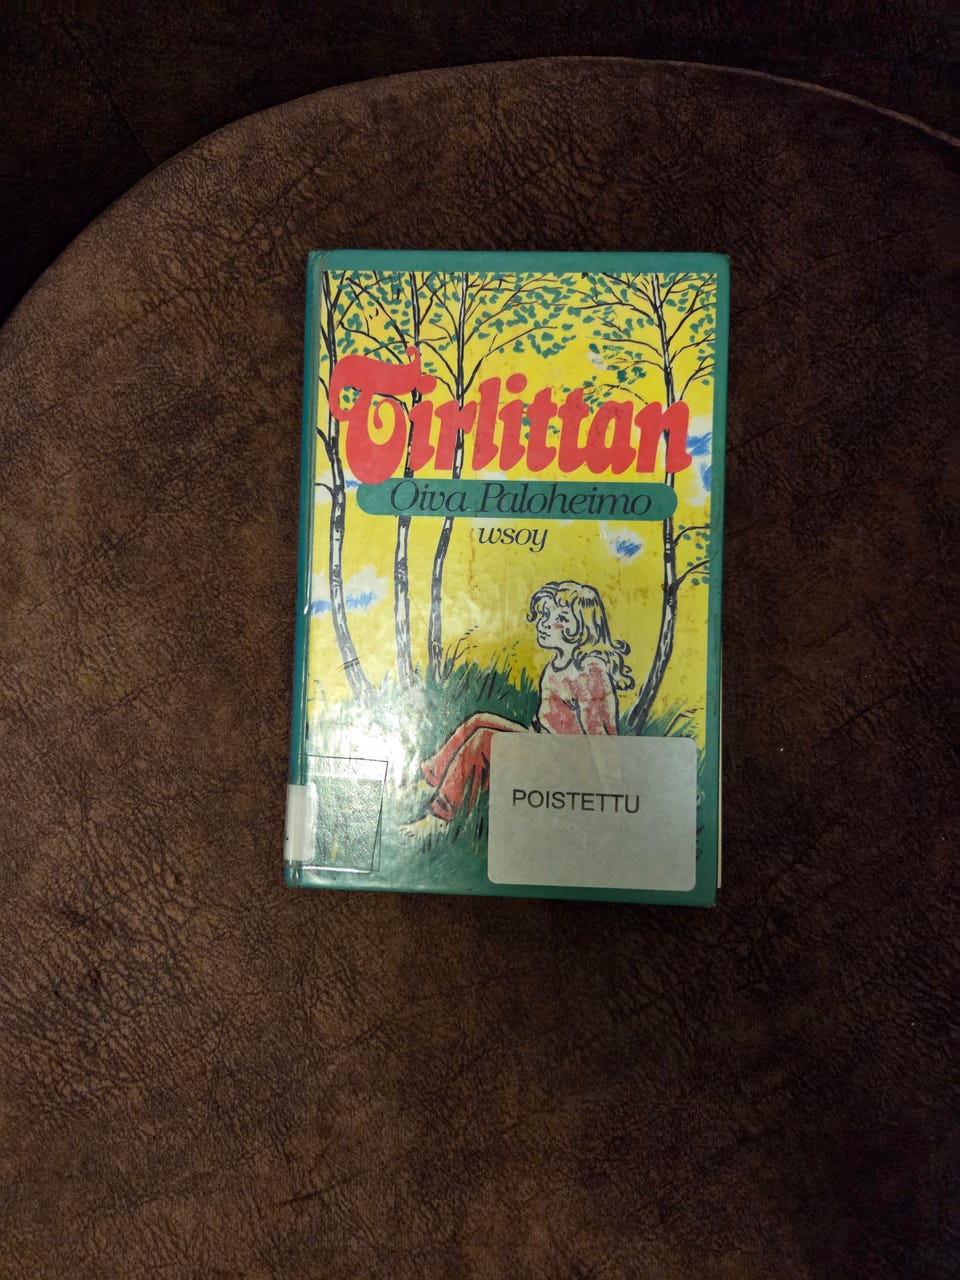 Tirlittan
Oiva Paloheimo
wsoy
POISTETTU